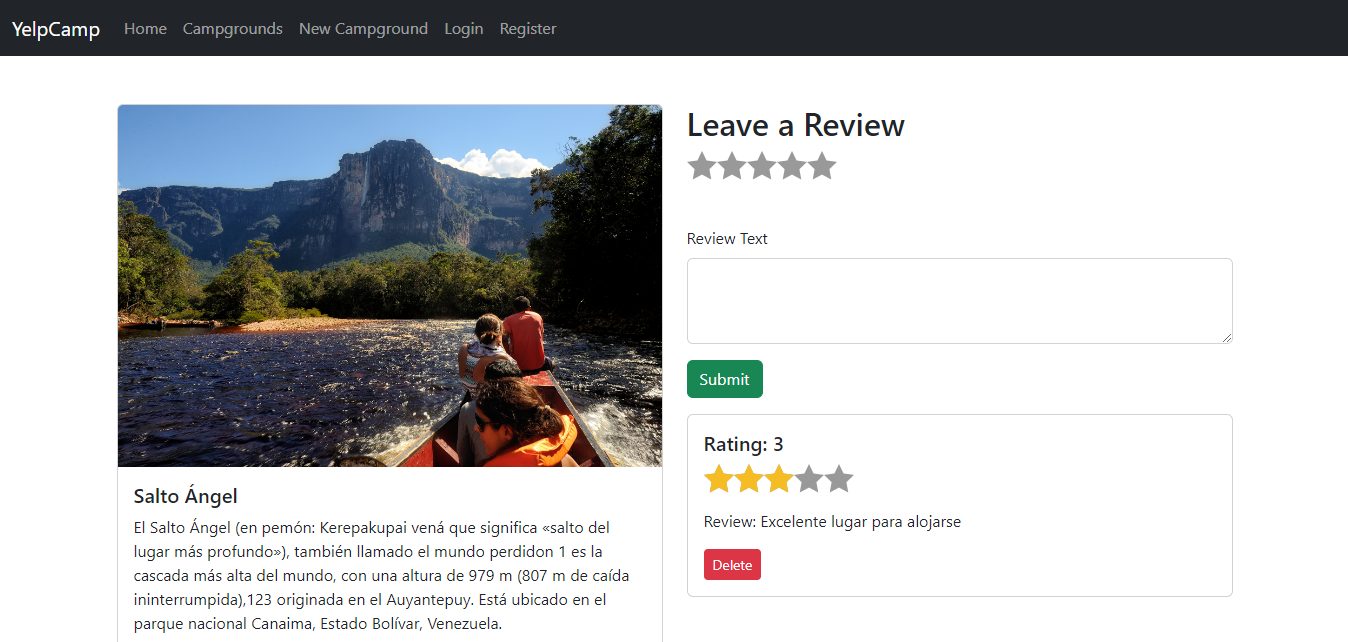 YelpCamp Home Campgrounds New Campground Login Register
Salto Ángel
El Salto Ángel (en pemón: Kerepakupai vená que significa «salto del
lugar más profundo»), también llamado el mundo perdidon 1 es la
cascada más alta del mundo, con una altura de 979 m (807 m de caída
ininterrumpida),123 originada en el Auyantepuy. Está ubicado en el
parque nacional Canaima, Estado Bolívar, Venezuela.
Leave a Review
Review Text
Submit
Rating: 3
Review: Excelente lugar para alojarse
Delete